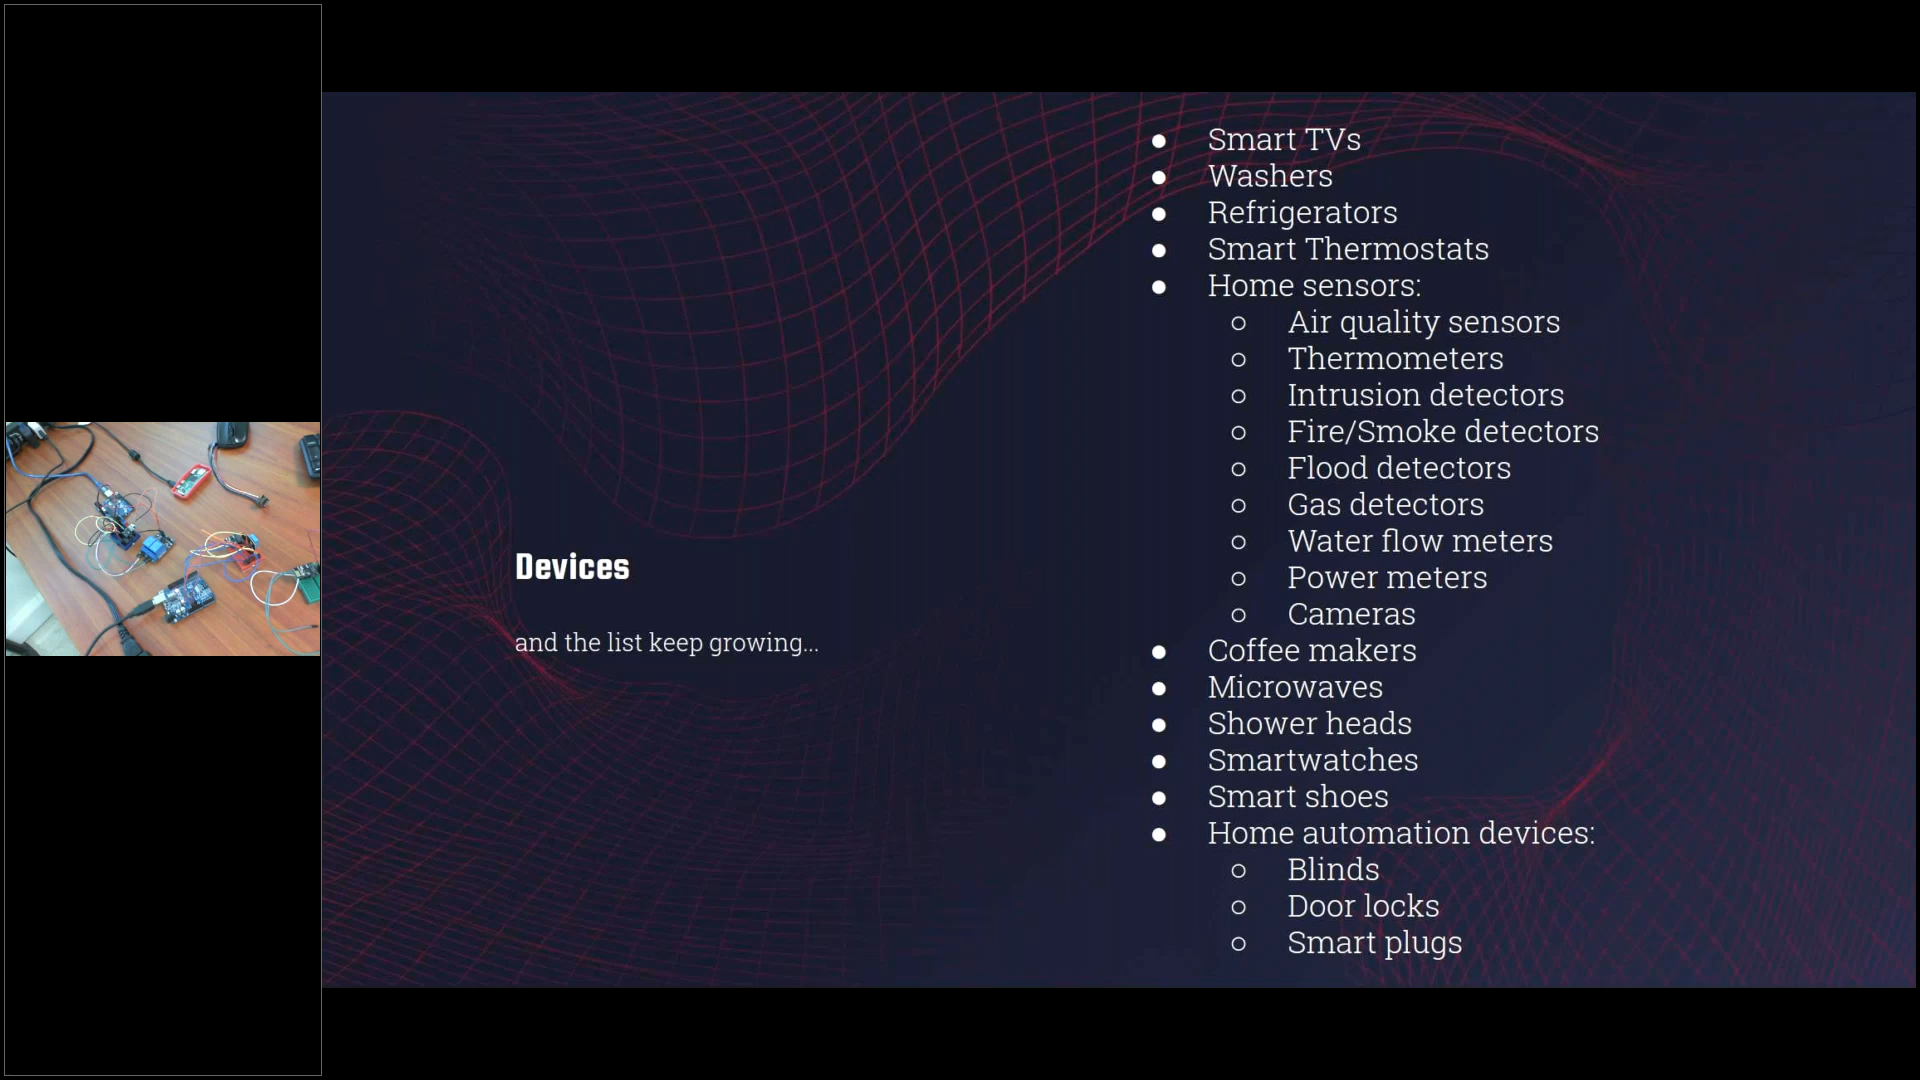 Devices
and the list keep growing...
● Smart TVs
● Washers
● Refrigerators
● Smart Thermostats
● Home sensors:
○ Air quality sensors
○ Thermometers
○ Intrusion detectors
○ Fire/Smoke detectors
○ Flood detectors
○ Gas detectors
○ Water flow meters
○ Power meters
○ Cameras
● Coffee makers
● Microwaves
● Shower heads
● Smartwatches
● Smart shoes
● Home automation devices:
○ Blinds
○ Door locks
○ Smart plugs